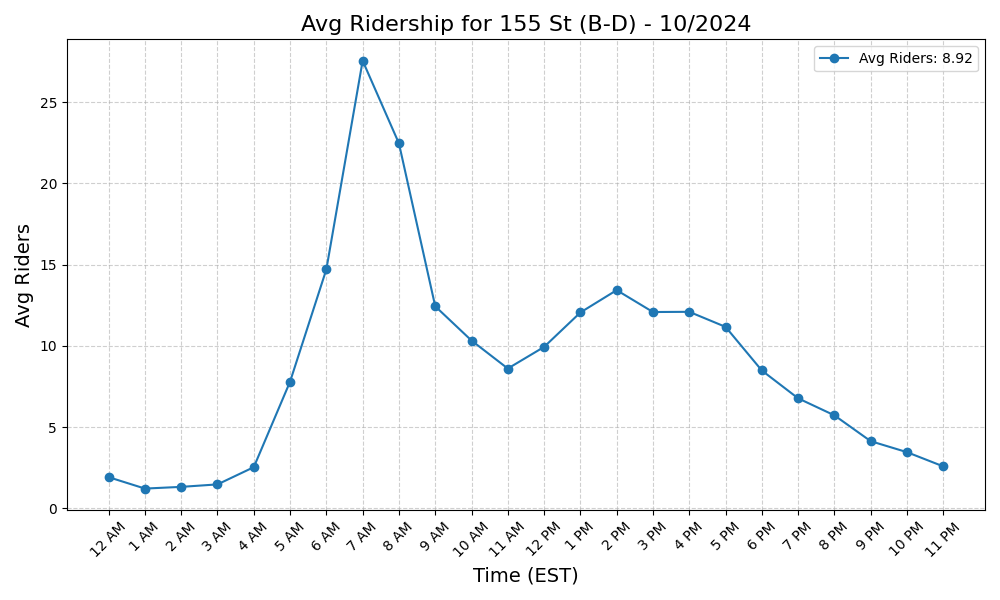 Avg Ridership for 155 St (B-D) - 10/2024
Avg Riders: 8.92
Avg Riders
25
20
15
10
5
0
12 AM
1 AM
2 AM
3 AM
4 AM
5 AM
6 AM
7 AM
8 AM
9 AM
10 AM
11 AM
12 PM
1 PM
2 PM
3 PM
4 PM
5 PM
6 PM
7 PM
8 PM
9 PM
10 PM
11 PM
Time (EST)